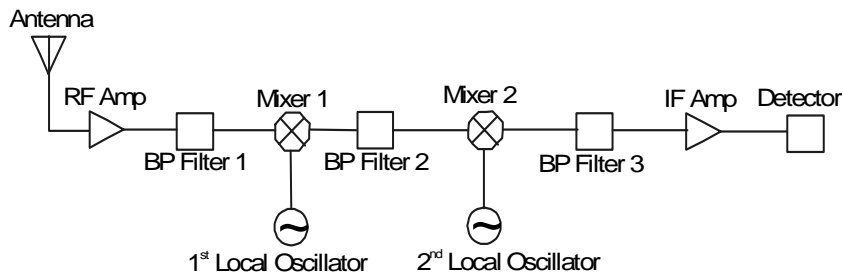 Antenna
RF Amp
Mixer 1
Mixer 2
IF Amp
Detector
BP Filter 1
BP Filter 2
BP Filter 3
1st Local Oscillator
2nd Local Oscillator